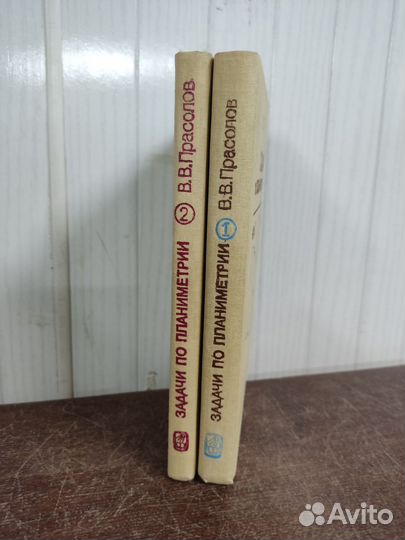 ЗАДАЧИ ПО ПЛАНИМЕТРИИ 2 В.В.Прасолов
ЗАДАЧИ ПО ПЛАНИМЕТРИИ 1 В.В.Прасолов
Avito